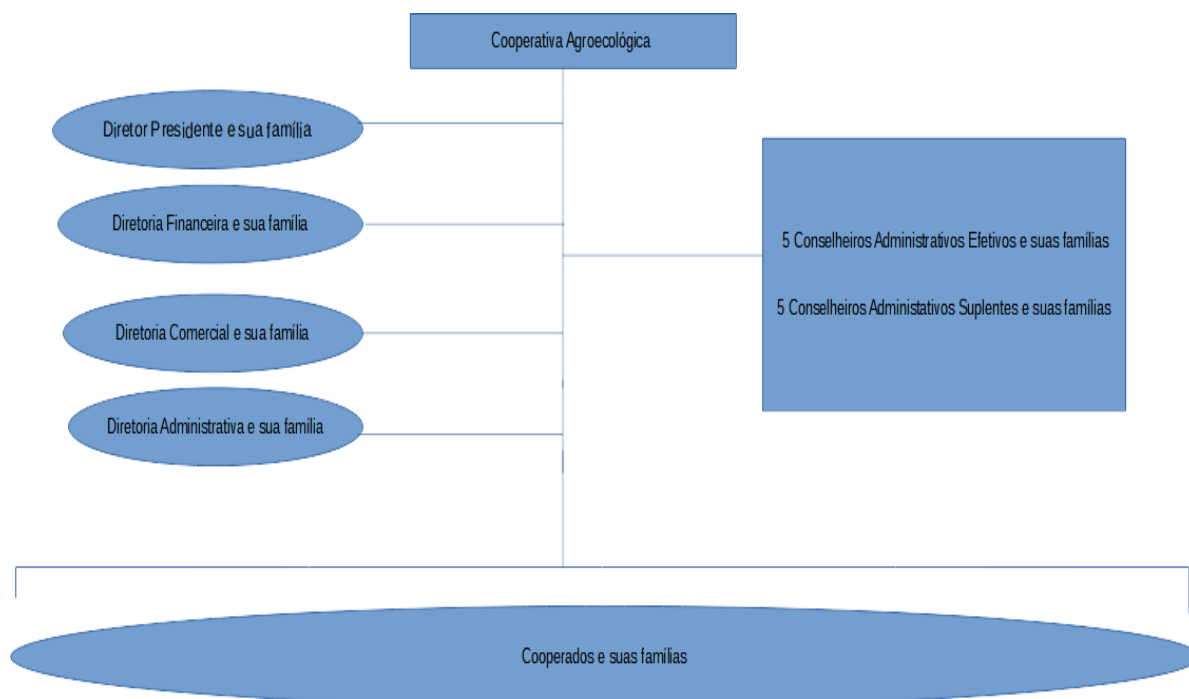 Cooperativa Agroecológica
Diretor Presidente e sua família
Diretoria Financeira e sua família
5 Conselheiros Administrativos Efetivos e suas famílias
5 Conselheiros Administativos Suplentes e suas famílias
Diretoria Comercial e sua família
Diretoria Administrativa e sua família
Cooperados e suas famílias